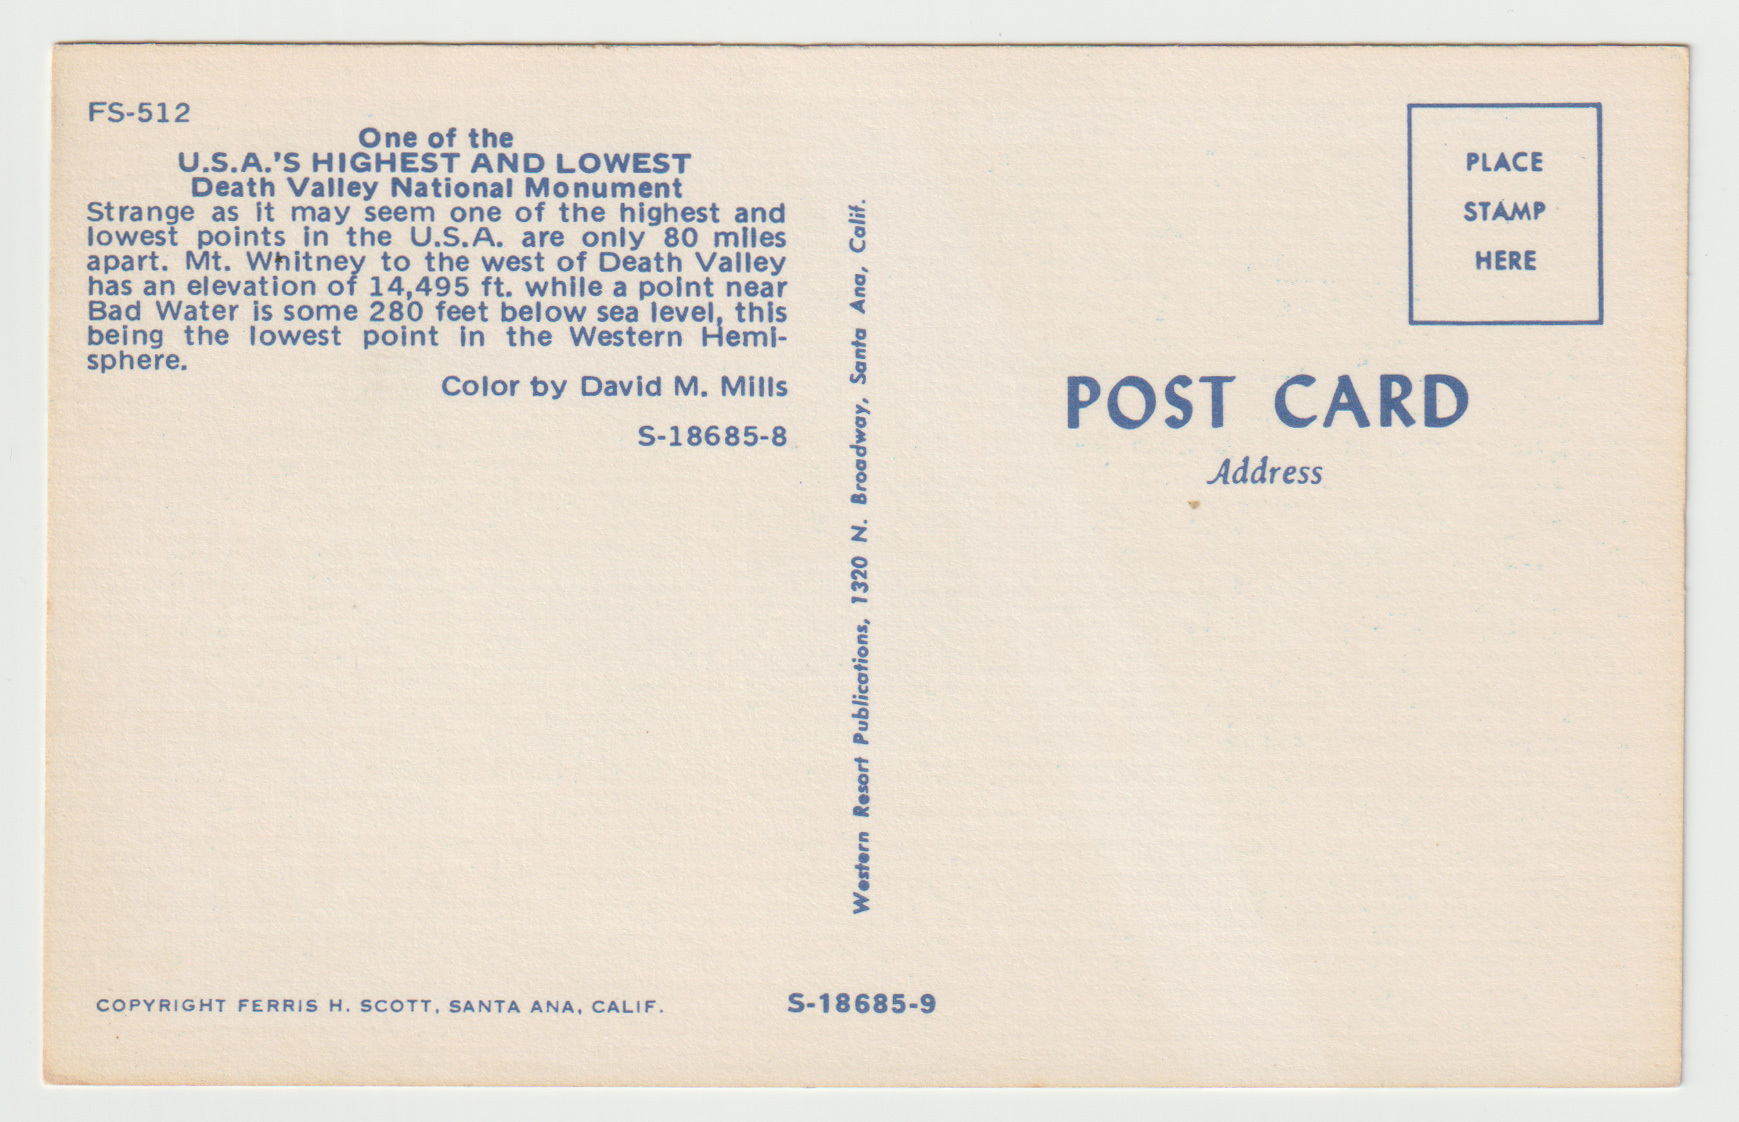 FS-512
One of the
U.S.A.'S HIGHEST AND LOWEST
Death Valley National Monument
Strange as it may seem one of the highest and
lowest points in the U.S.A. are only 80 miles
apart. Mt. Whitney to the west of Death Valley
has an elevation of 14,495 ft. while a point near
Bad Water is some 280 feet below sea level, this
being the lowest point in the Western Hemi-
sphere.
Color by David M. Mills
S-18685-8
COPYRIGHT FERRIS H. SCOTT, SANTA ANA, CALIF.
Western Resort Publications, 1320 N. Broadway, Santa Ana, Calif.
S-18685-9
PLACE
STAMP
HERE
POST CARD
Address